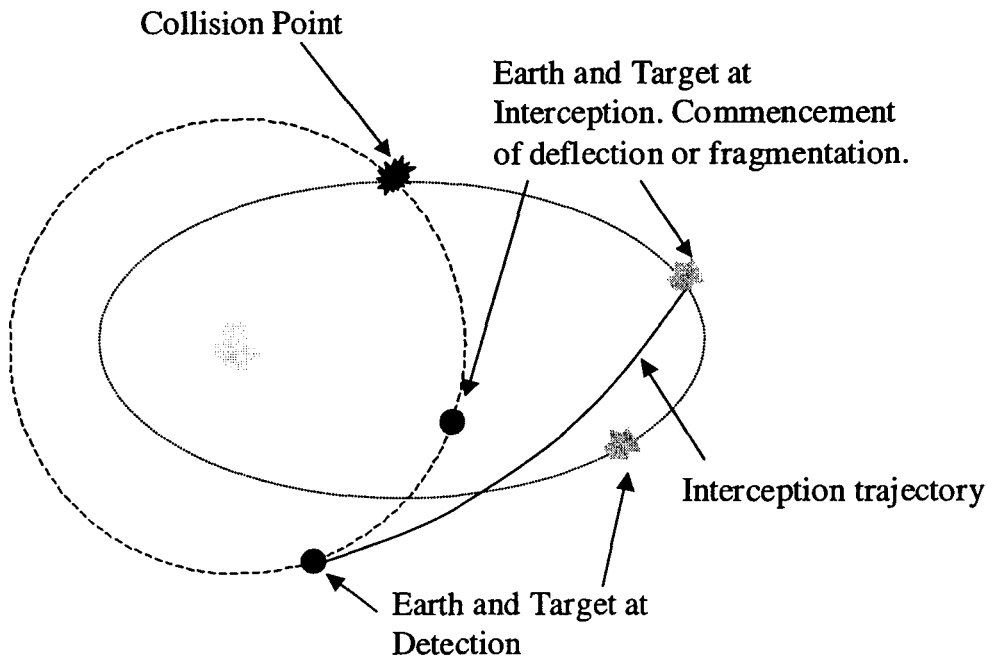 Collision Point
Earth and Target at
Interception. Commencement
of deflection or fragmentation.
Interception trajectory
Earth and Target at
Detection